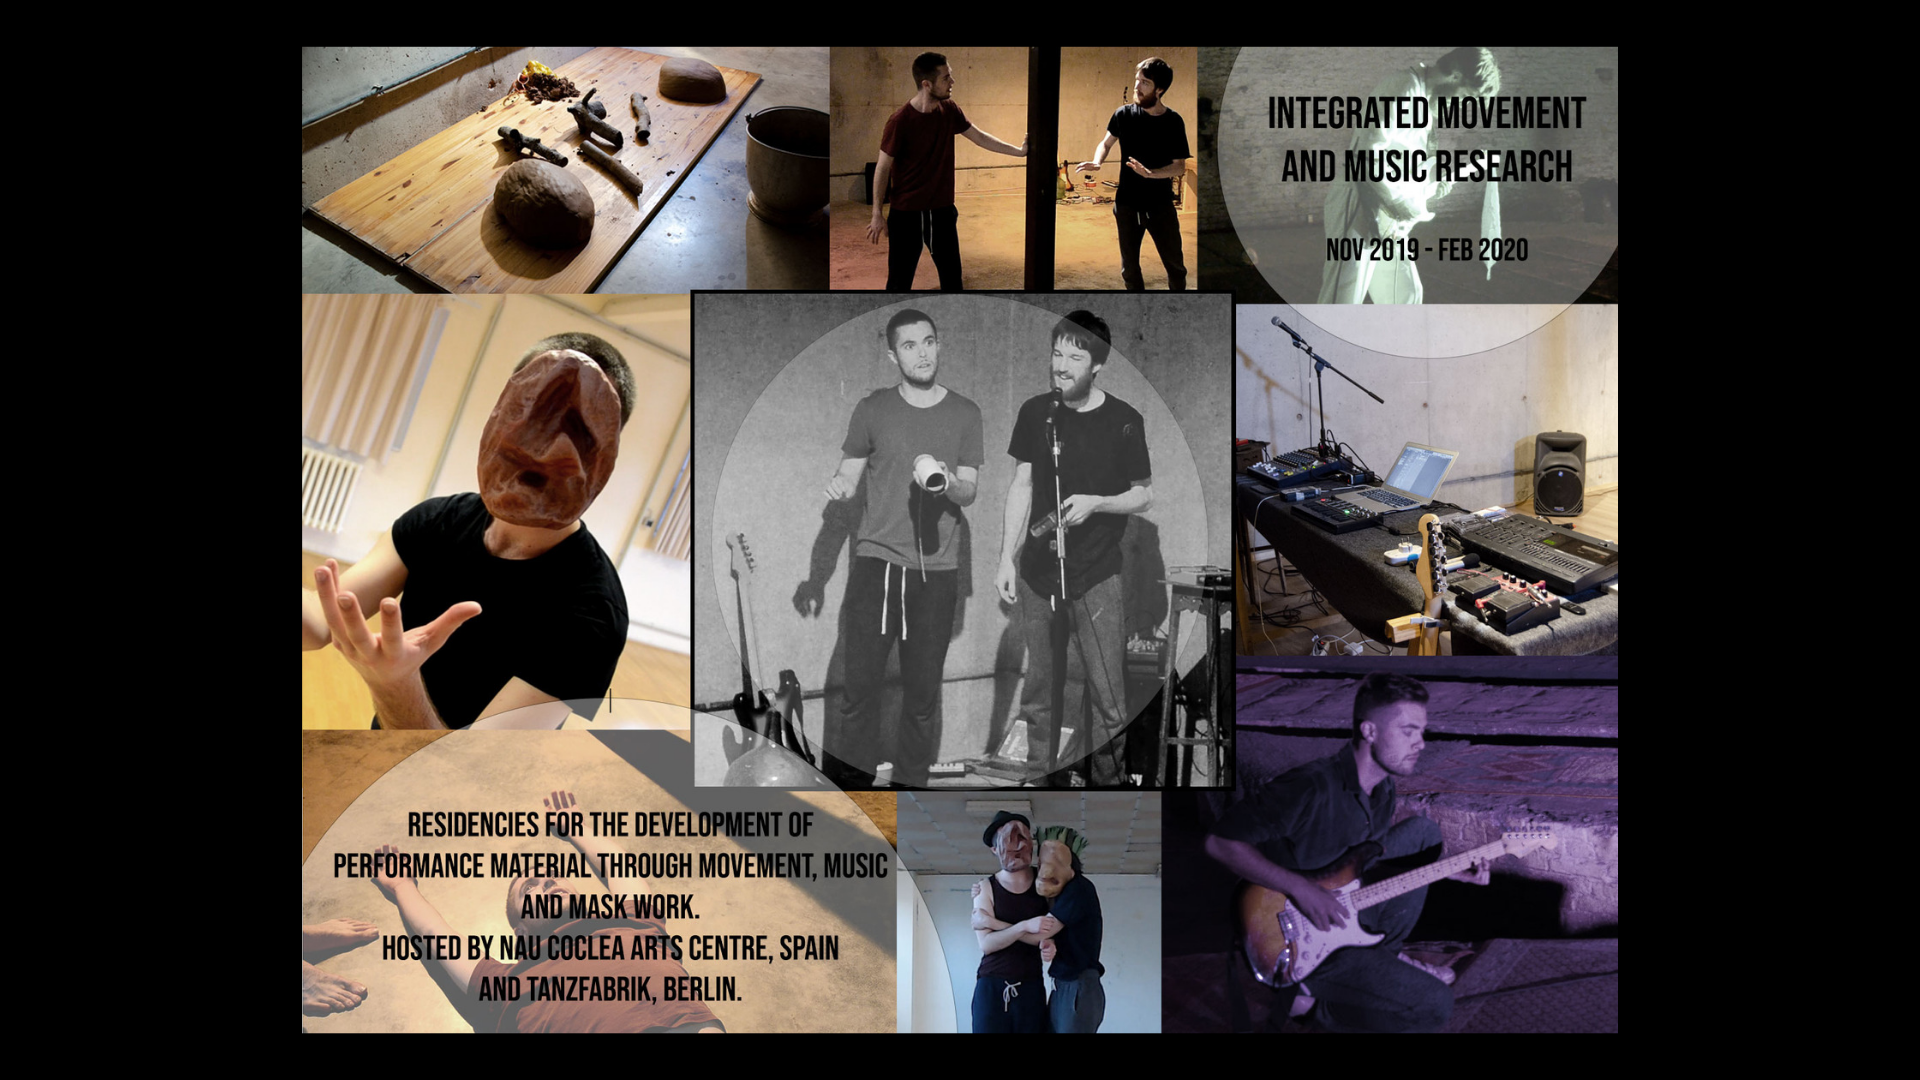 INTEGRATED MOVEMENT
AND MUSIC RESEARCH
NOV 2019 - FEB 2020
RESIDENCIES FOR THE DEVELOPMENT OF
PERFORMANCE MATERIAL THROUGH MOVEMENT, MUSIC
AND MASK WORK.
HOSTED BY NAU COCLEA ARTS CENTRE, SPAIN
AND TANZFABRIK, BERLIN.